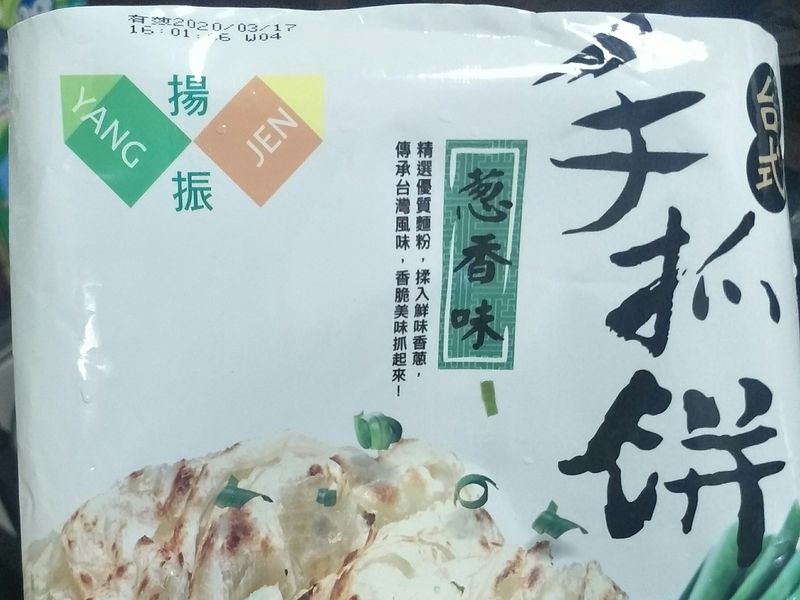 有效2020/03/17
16:01:36 W04
YANG
揚振
JEN
台式
手抓餅
蔥香味
精選優質麵粉，揉入鮮味香蔥，
傳承台灣風味，香脆美味抓起來！